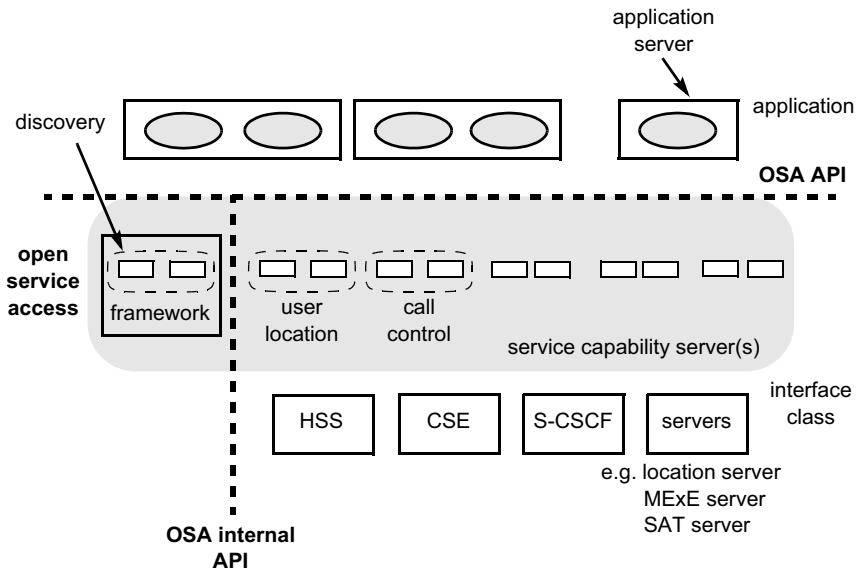 application
server
application
discovery
OSA API
open
service
access
framework
user
location
call
control
service capability server(s)
interface
class
HSS
CSE
S-CSCF
servers
e.g. location server
MExE server
SAT server
OSA internal
API